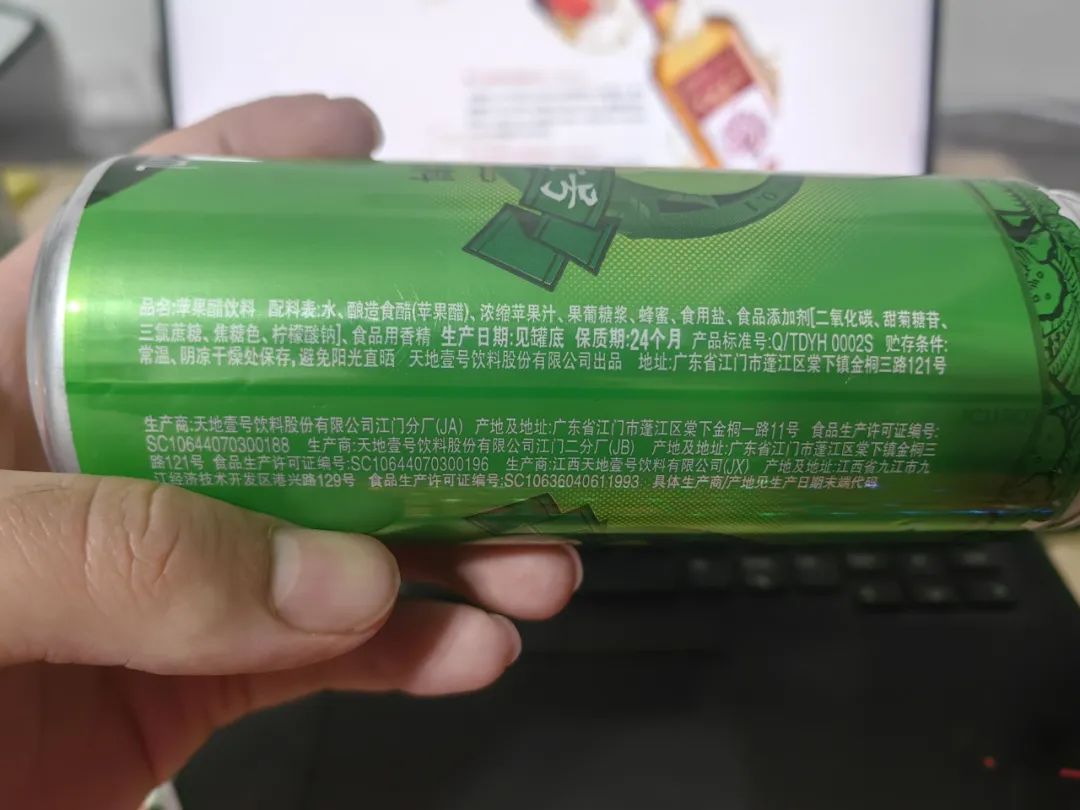 号
品名:苹果醋饮料 配料表:水、酿造食醋(苹果醋)、浓缩苹果汁、果葡糖浆、蜂蜜、食用盐、食品添加剂[二氧化碳、甜菊糖苷、
三氯蔗糖、焦糖色、柠檬酸钠]、食品用香精 生产日期:见罐底 保质期:24个月 产品标准号:Q/TDYH 0002S 贮存条件:
常温、阴凉干燥处保存,避免阳光直晒 天地壹号饮料股份有限公司出品 地址:广东省江门市蓬江区棠下镇金桐三路121号
生产商:天地壹号饮料股份有限公司江门分厂(JA) 产地及地址:广东省江门市蓬江区棠下金桐一路11号 食品生产许可证编号:
SC10644070300188 生产商:天地壹号饮料股份有限公司江门二分厂(JB) 产地及地址:广东省江门市蓬江区棠下镇金桐三
路121号 食品生产许可证编号:SC10644070300196 生产商:江西天地壹号饮料有限公司(JX) 产地及地址:江西省九江市九
江经济技术开发区港兴路129号 食品生产许可证编号:SC10636040611993 具体生产商/产地见生产日期末端代码